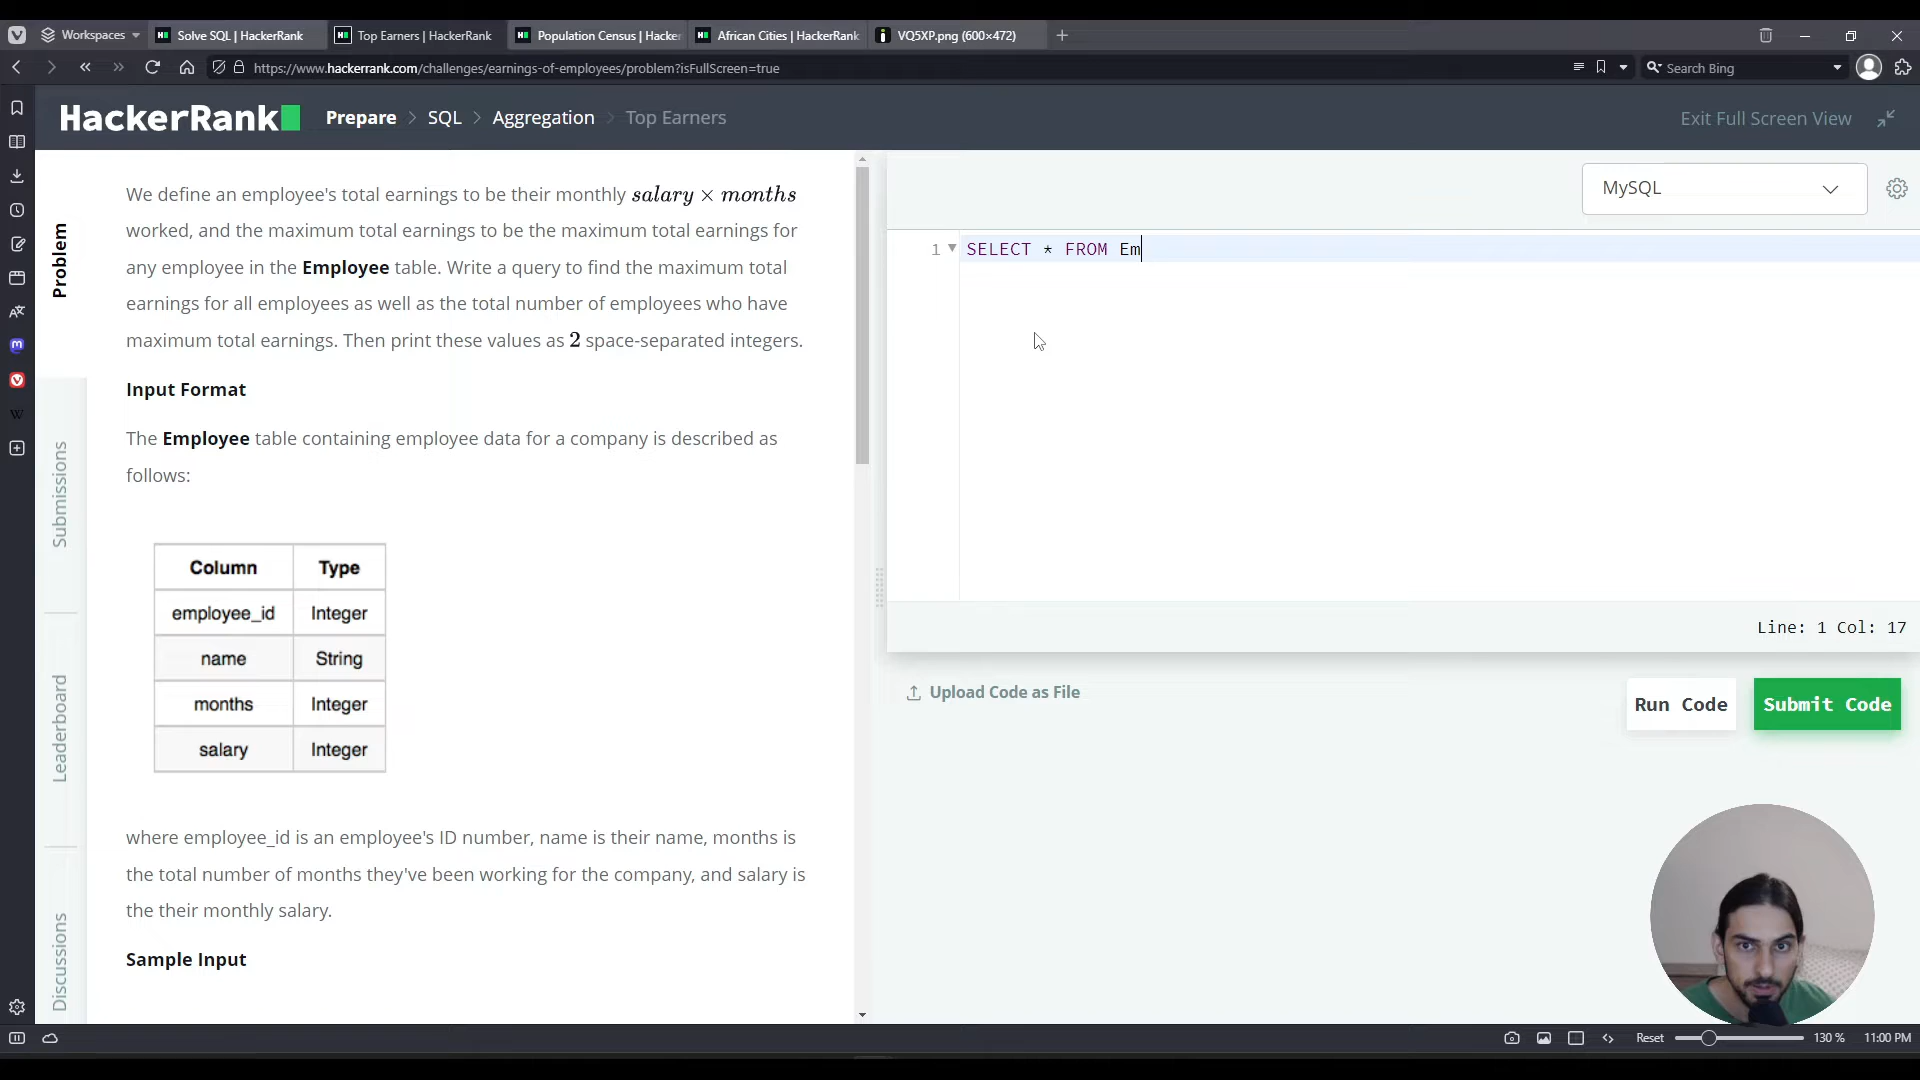 Workspaces
Solve SQL | HackerRank
Top Earners | HackerRank
Population Census | Hacker
African Cities | HackerRank
VQ5XP.png (600×472)
https://www.hackerrank.com/challenges/earnings-of-employees/problem?isFullScreen=true
Search Bing
HackerRank
Prepare > SQL > Aggregation > Top Earners
Exit Full Screen View
Problem
Submissions
Leaderboard
Discussions
We define an employee's total earnings to be their monthly salary × months
worked, and the maximum total earnings to be the maximum total earnings for
any employee in the Employee table. Write a query to find the maximum total
earnings for all employees as well as the total number of employees who have
maximum total earnings. Then print these values as 2 space-separated integers.
Input Format
The Employee table containing employee data for a company is described as
follows:
Column Type
employee_id Integer
name String
months Integer
salary Integer
where employee_id is an employee's ID number, name is their name, months is
the total number of months they've been working for the company, and salary is
the their monthly salary.
Sample Input
MySQL
1 SELECT * FROM Em
Line: 1 Col: 17
Upload Code as File
Run Code
Submit Code
Reset
130 %
11:00 PM